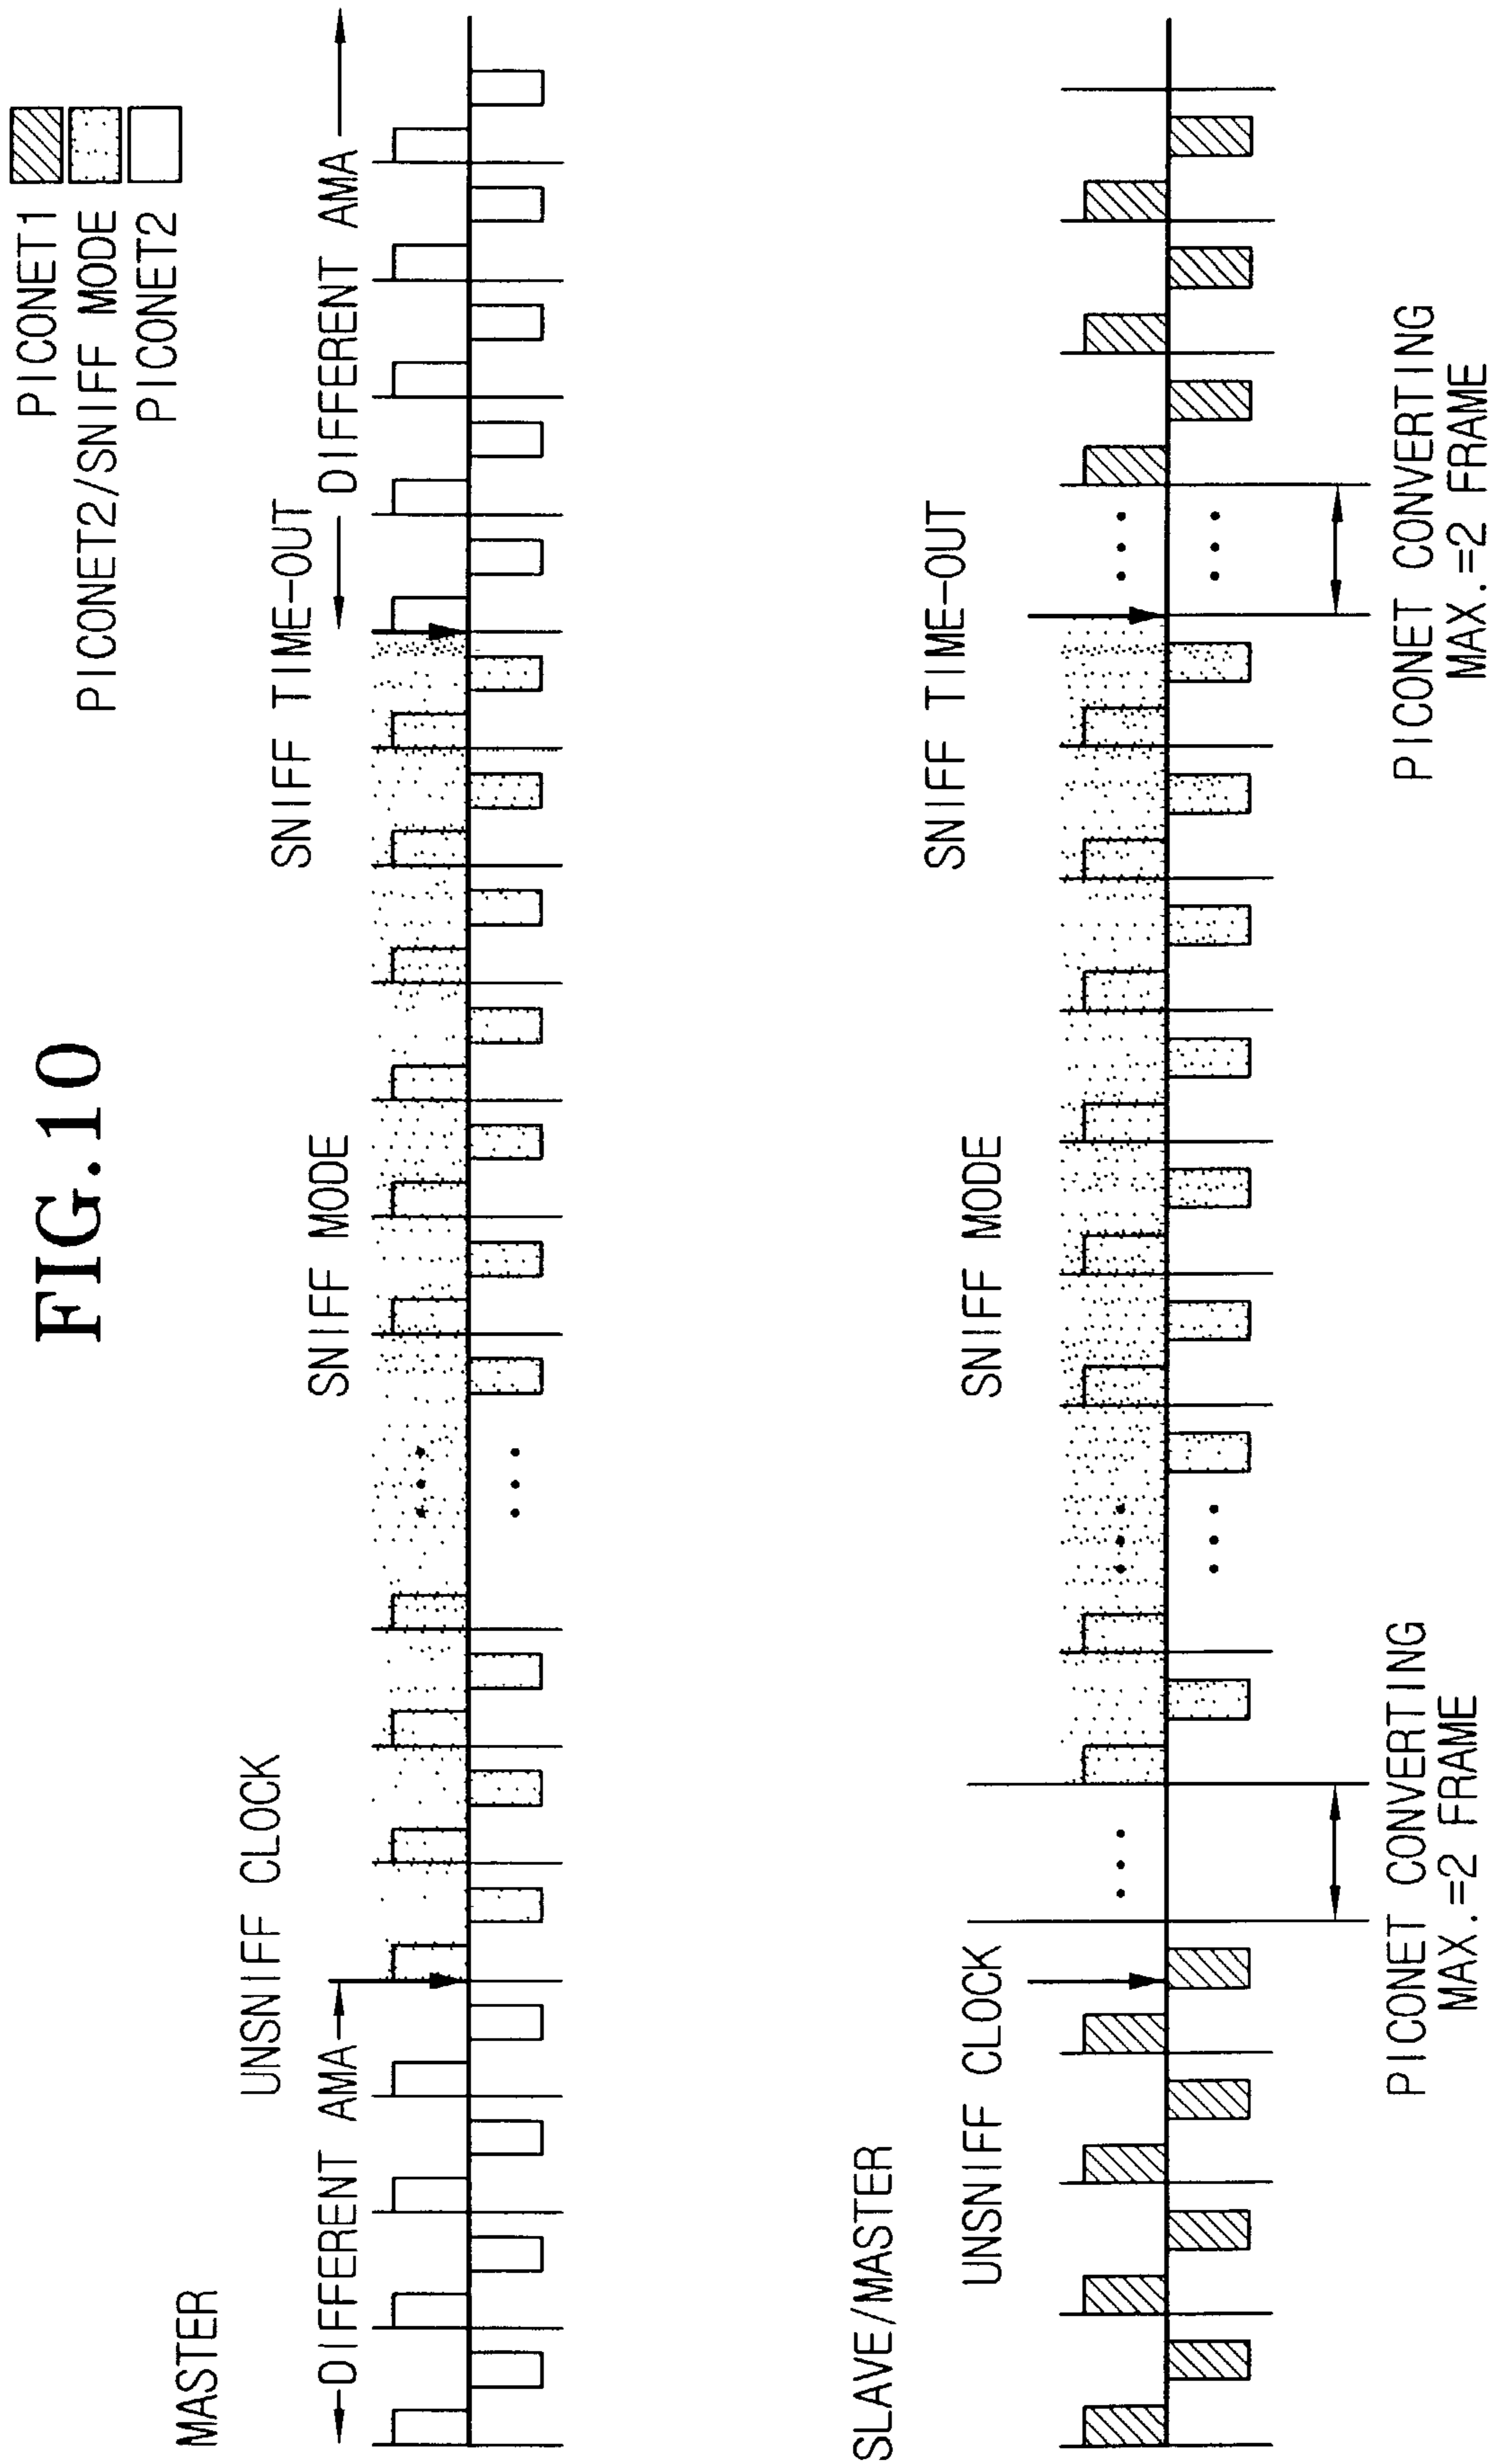 FIG.10
PICONET1
PICONET2/SNIFF MODE
PICONET2
MASTER
UNSNIFF CLOCK
SNIFF MODE
SNIFF TIME-OUT
DIFFERENT AMA
DIFFERENT AMA
SLAVE/MASTER
UNSNIFF CLOCK
SNIFF MODE
SNIFF TIME-OUT
PICONET CONVERTING
MAX.=2 FRAME
PICONET CONVERTING
MAX.=2 FRAME